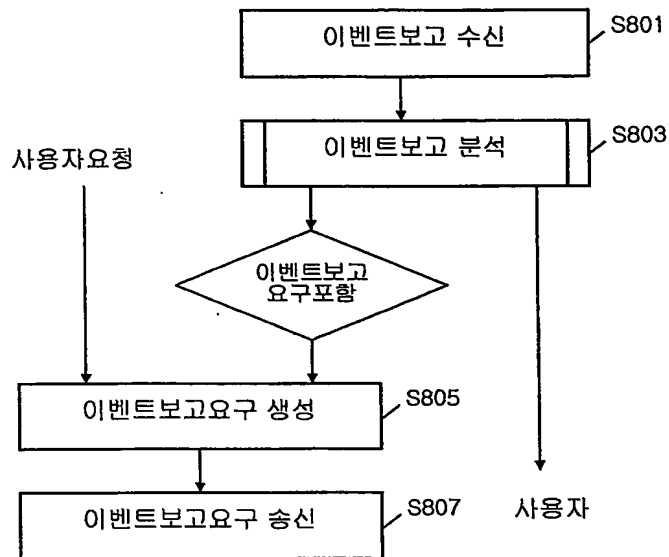 이벤트보고 수신
S801
이벤트보고 분석
S803
사용자요청
이벤트보고
요구포함
이벤트보고요구 생성
S805
이벤트보고요구 송신
S807
사용자